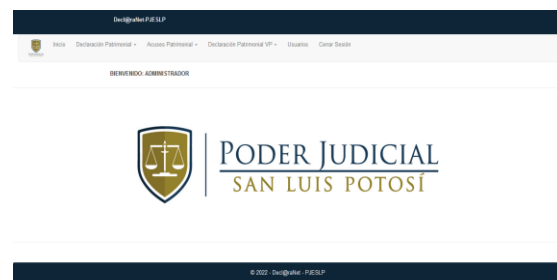 Decl@raNet-PJESLP
Inicio Declaración Patrimonial Acuses Patrimonial Declaración Patrimonial VP Usuarios Cerrar Sesión
BIENVENIDO: ADMINISTRADOR
PODER JUDICIAL
SAN LUIS POTOSÍ
© 2022 - Decl@raNet - PJESLP